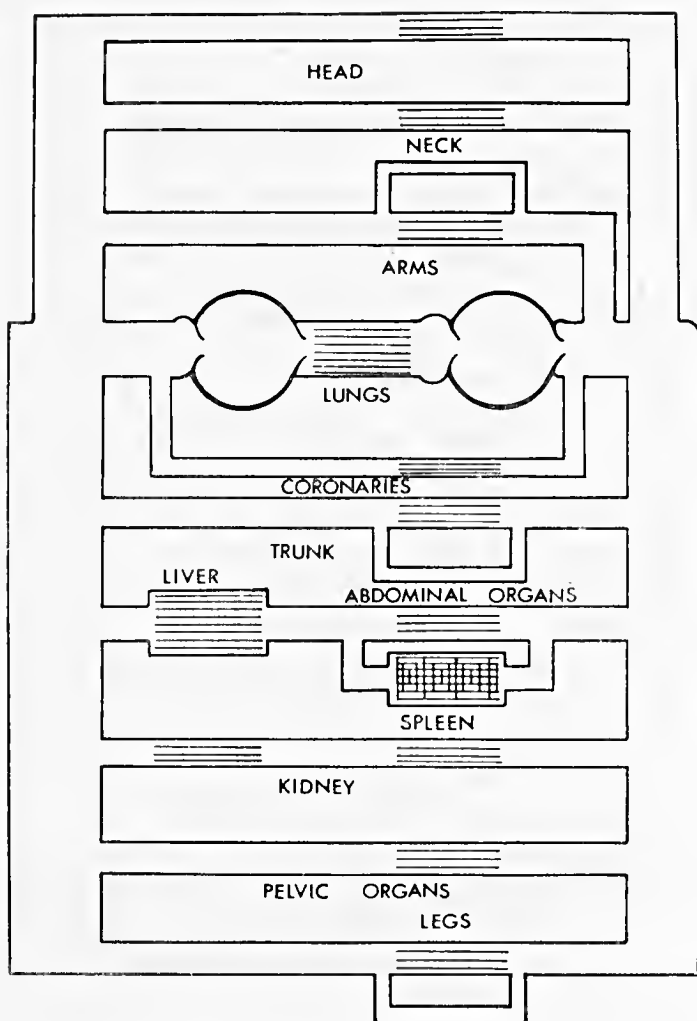 HEAD
NECK
ARMS
LUNGS
CORONARIES
TRUNK
LIVER
ABDOMINAL ORGANS
SPLEEN
KIDNEY
PELVIC ORGANS
LEGS